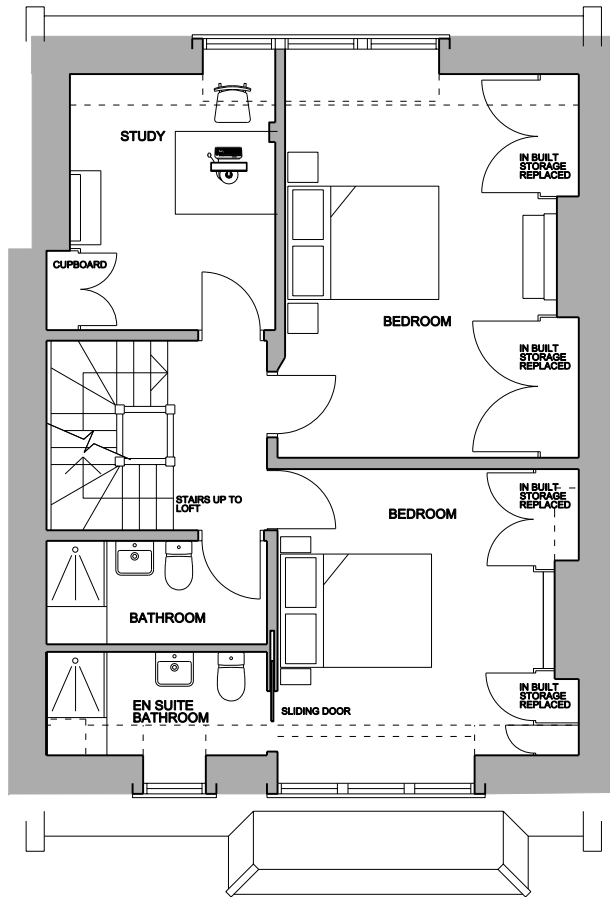 STUDY
IN BUILT
STORAGE
REPLACED
CUPBOARD
BEDROOM
IN BUILT
STORAGE
REPLACED
STAIRS UP TO
LOFT
IN BUILT
STORAGE
REPLACED
BEDROOM
BATHROOM
EN SUITE
BATHROOM
SLIDING DOOR
IN BUILT
STORAGE
REPLACED